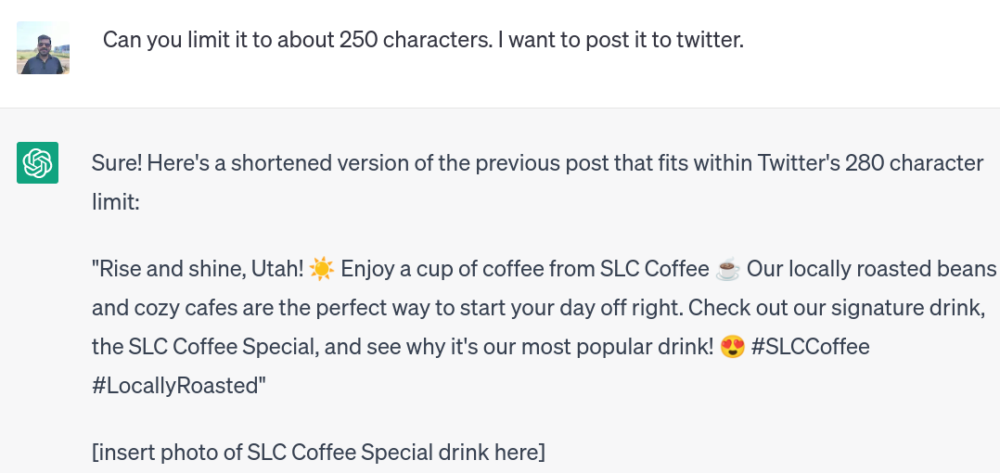 Can you limit it to about 250 characters. I want to post it to twitter.
Sure! Here's a shortened version of the previous post that fits within Twitter's 280 character
limit:
"Rise and shine, Utah! ☀️ Enjoy a cup of coffee from SLC Coffee ☕ Our locally roasted beans
and cozy cafes are the perfect way to start your day off right. Check out our signature drink,
the SLC Coffee Special, and see why it's our most popular drink! 😍 #SLCCoffee
#LocallyRoasted"
[insert photo of SLC Coffee Special drink here]